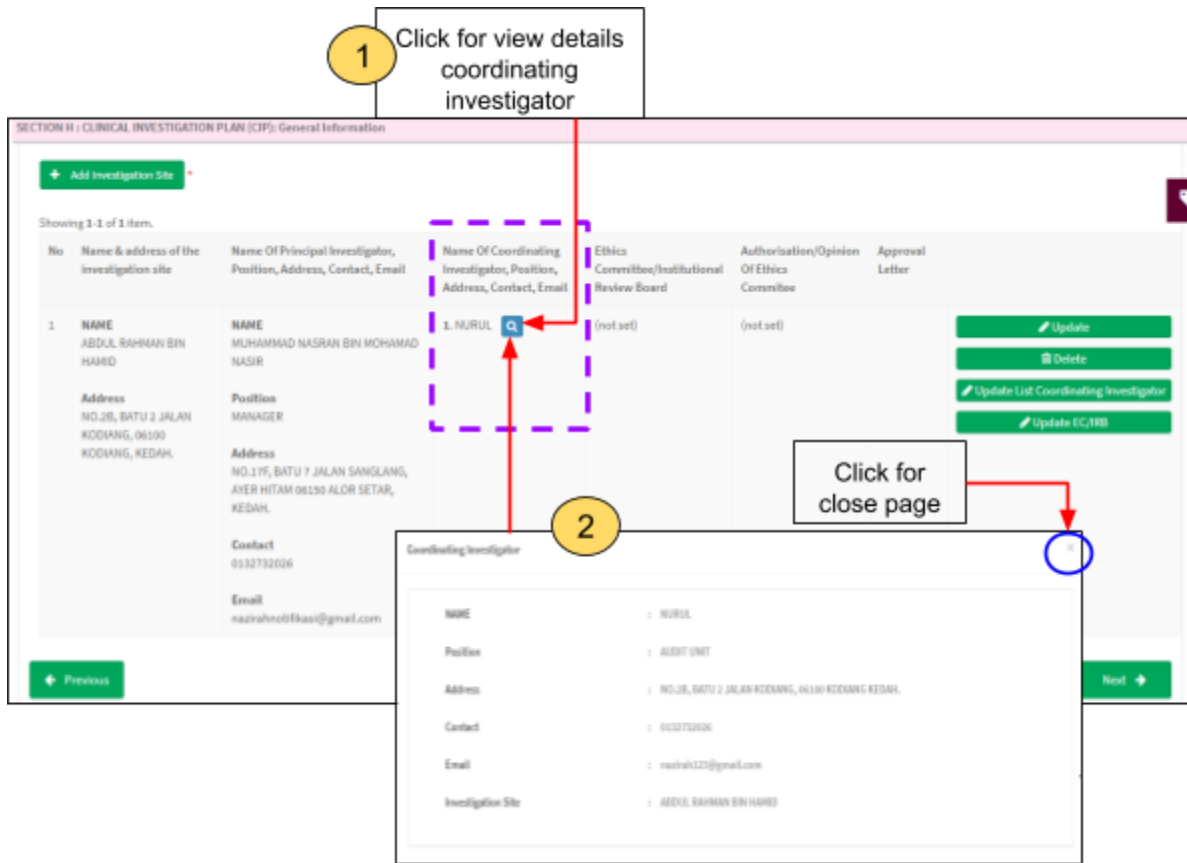 1
Click for view details
coordinating
investigator
SECTION H : CLINICAL INVESTIGATION PLAN (CIP): General Information
+ Add Investigation Site *
Showing 1-1 of 1 item.
No
Name & address of the
investigation site
Name Of Principal Investigator,
Position, Address, Contact, Email
Name Of Coordinating
Investigator, Position,
Address, Contact, Email
Ethics
Committee/Institutional
Review Board
Authorisation/Opinion
Of Ethics
Commitee
Approval
Letter
1
NAME
ABDUL RAHMAN BIN
HAMID
Address
NO.2B, BATU 2 JALAN
KODIANG, 06100
KODIANG, KEDAH.
NAME
MUHAMMAD NASRAN BIN MOHAMAD
NASIR
Position
MANAGER
Address
NO.17F, BATU 7 JALAN SANGLANG,
AYER HITAM 06150 ALOR SETAR,
KEDAH.
Contact
0132732026
Email
nazirahnotifikasi@gmail.com
1. NURUL
(not set)
(not set)
Update
Delete
Update List Coordinating Investigator
Update EC/IRB
Click for
close page
2
Coordinating Investigator
×
NAME : NURUL
Position : AUDIT UNIT
Address : NO.2B, BATU 2 JALAN KODIANG, 06100 KODIANG KEDAH.
Contact : 0132732026
Email : nazirah123@gmail.com
Investigation Site : ABDUL RAHMAN BIN HAMID
Previous
Next